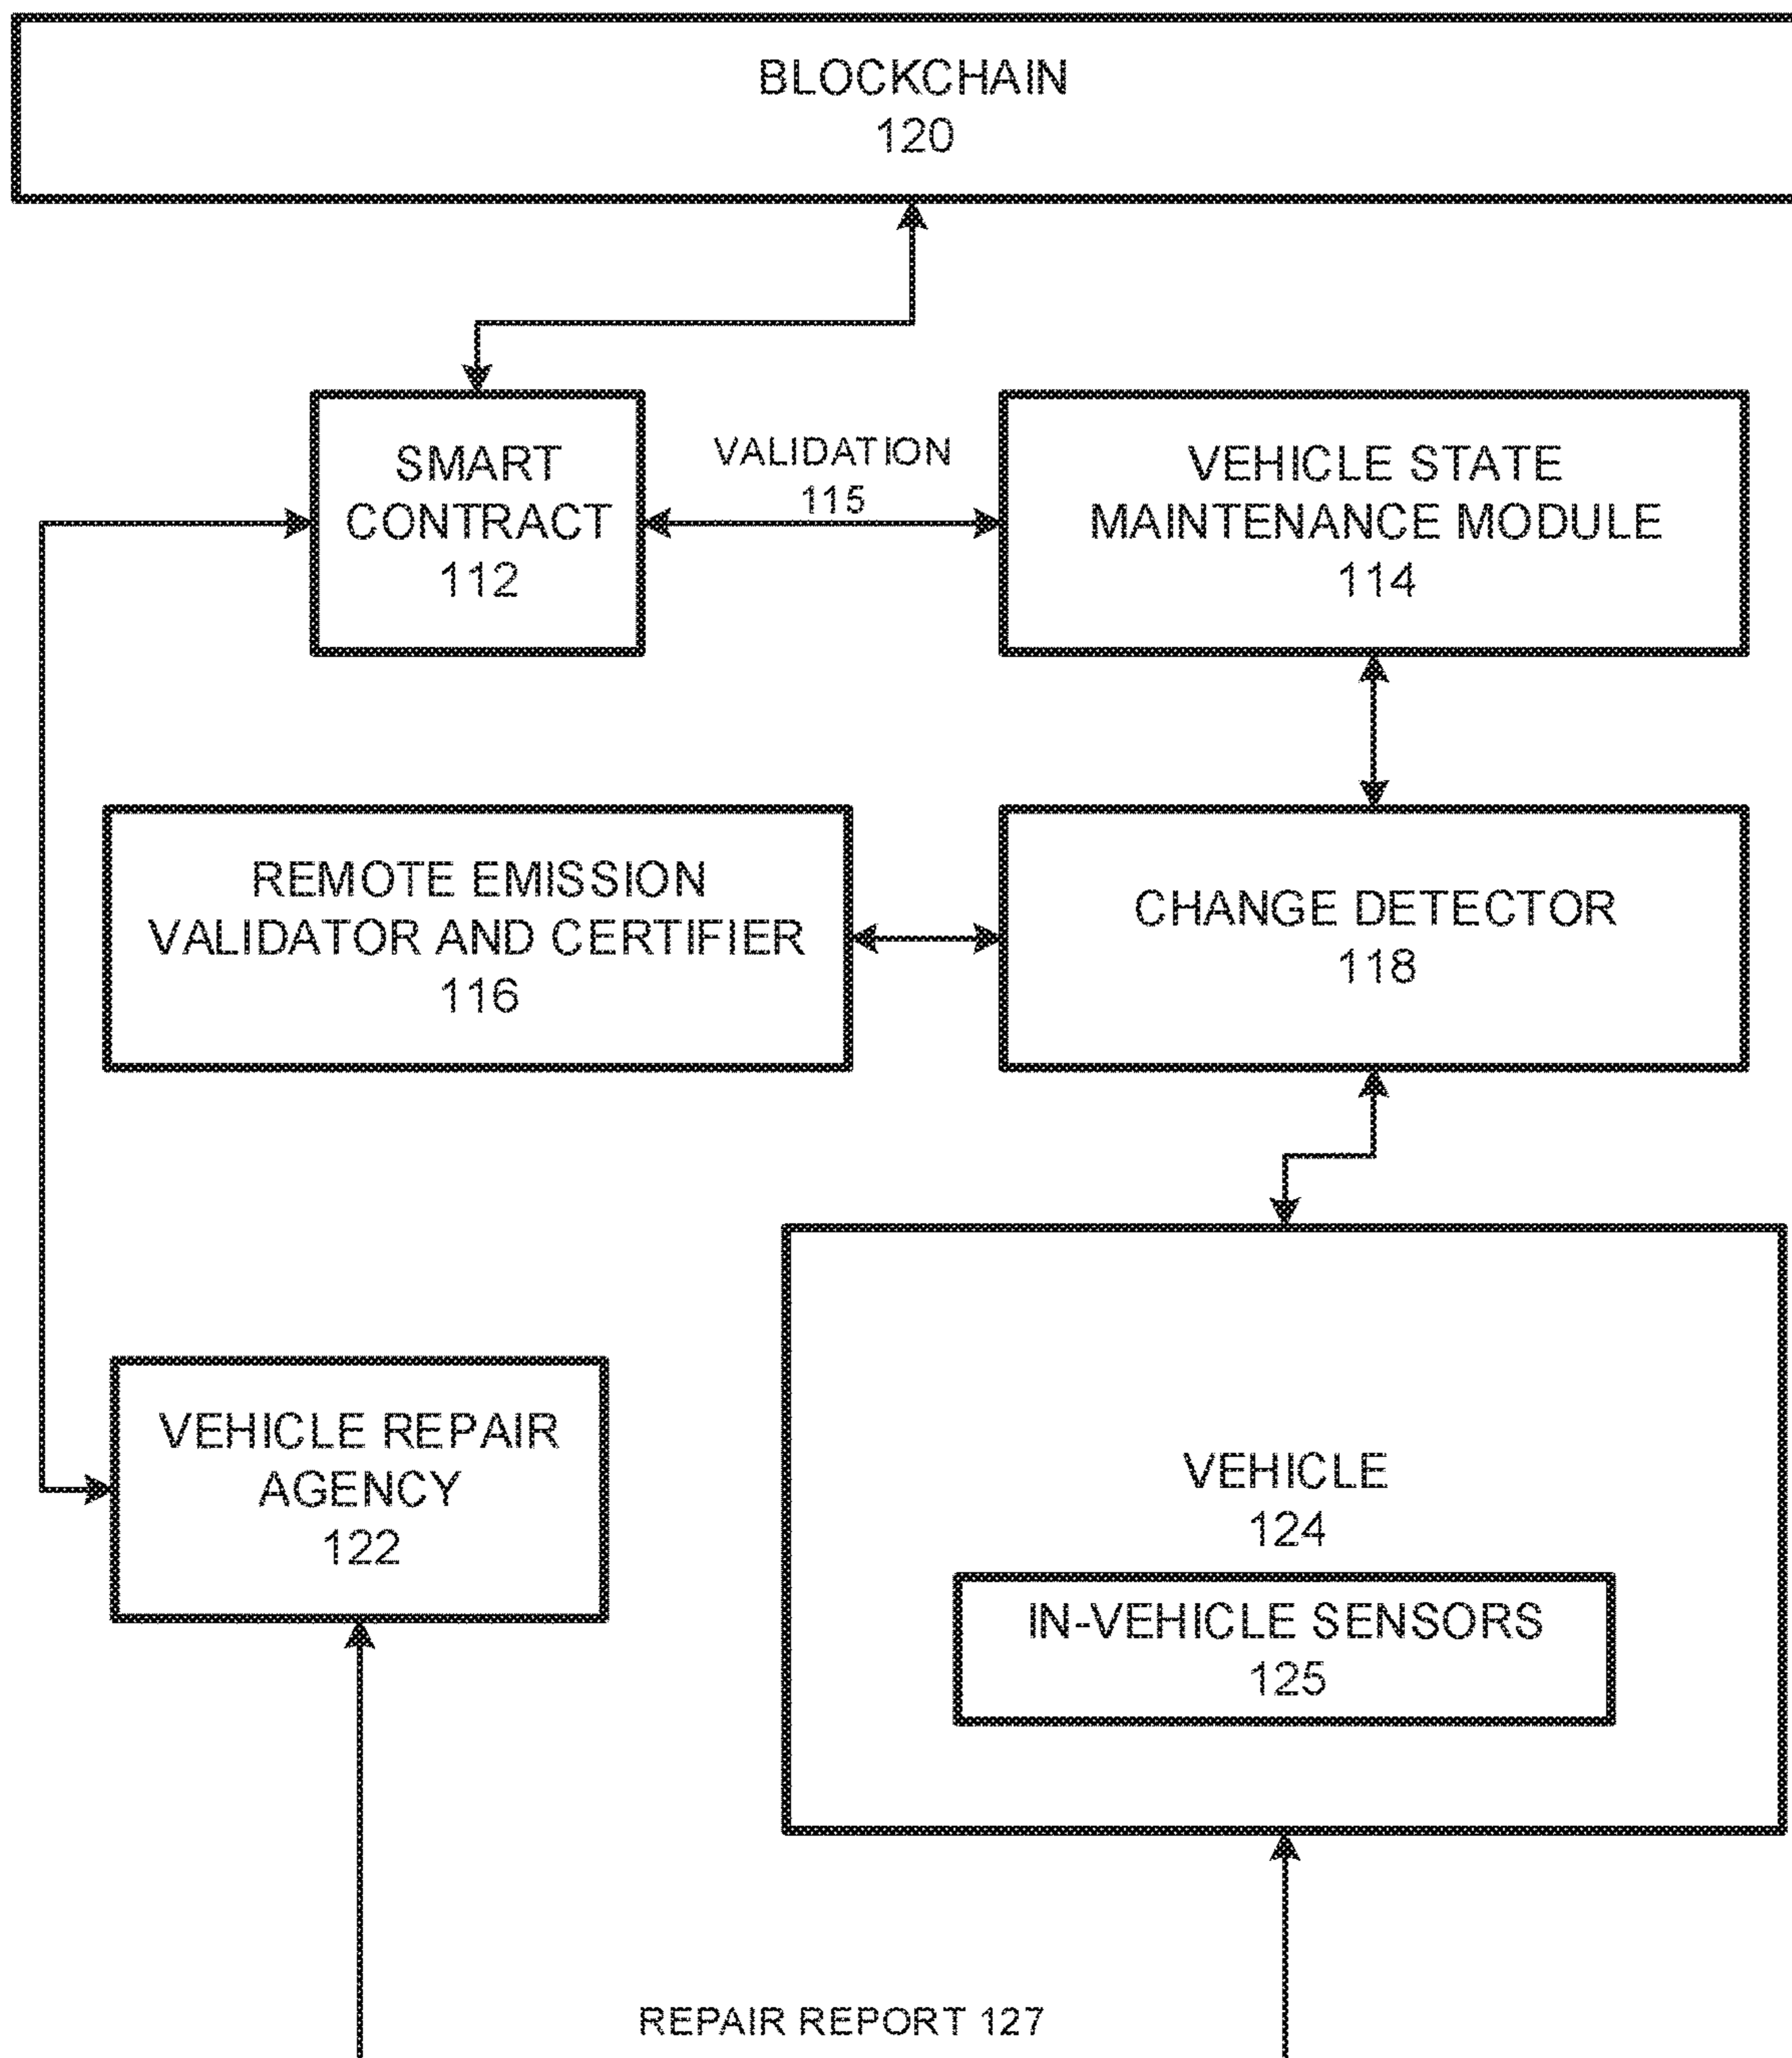 BLOCKCHAIN
120
SMART
CONTRACT
112
VALIDATION
115
VEHICLE STATE
MAINTENANCE MODULE
114
REMOTE EMISSION
VALIDATOR AND CERTIFIER
116
CHANGE DETECTOR
118
VEHICLE REPAIR
AGENCY
122
VEHICLE
124
IN-VEHICLE SENSORS
125
REPAIR REPORT 127